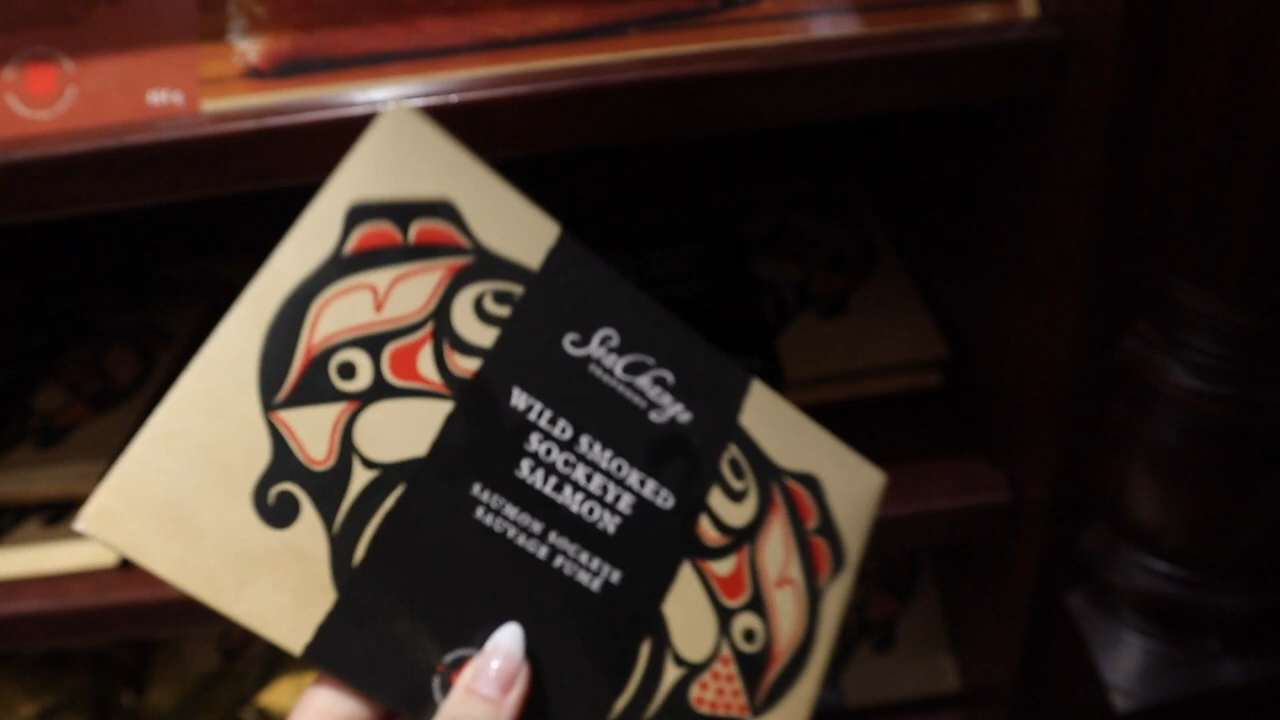 SeaChange
WILD SMOKED
SOCKEYE
SALMON
SAUMON SOCKEYE
SAUVAGE FUMÉ